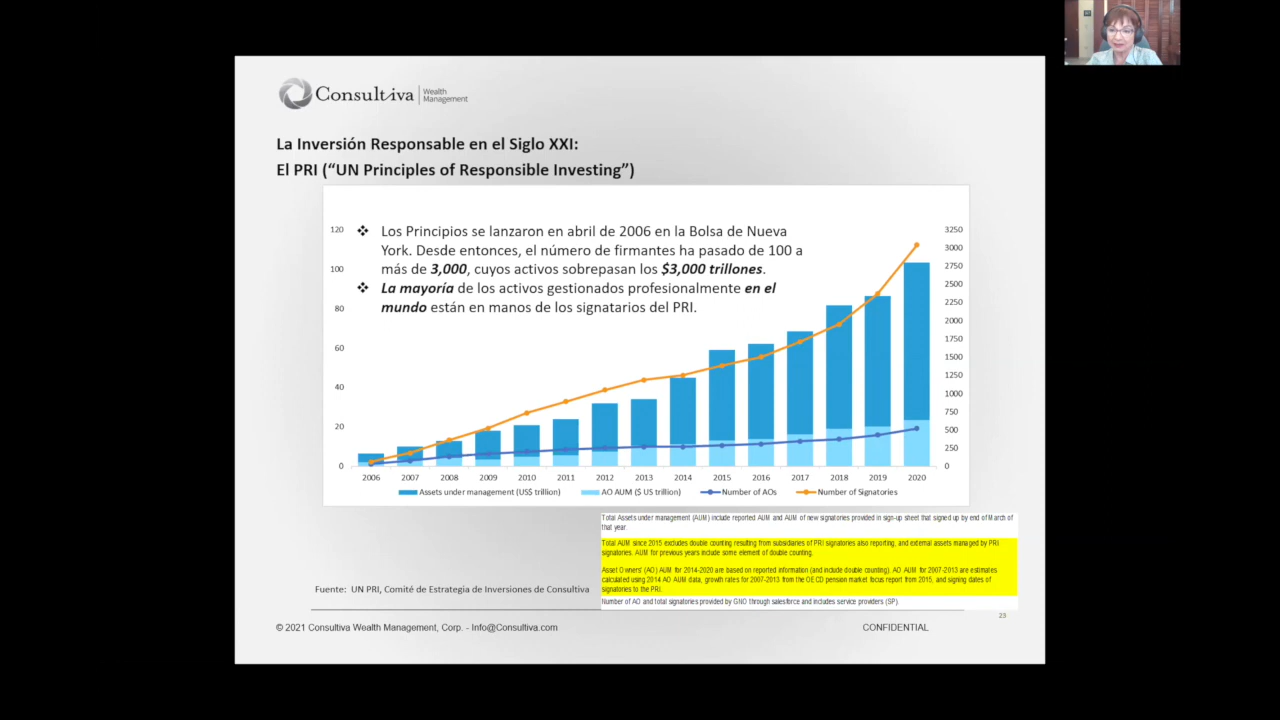 Consultiva
Wealth
Management
La Inversión Responsable en el Siglo XXI:
El PRI (“UN Principles of Responsible Investing”)
❖ Los Principios se lanzaron en abril de 2006 en la Bolsa de Nueva
York. Desde entonces, el número de firmantes ha pasado de 100 a
más de 3,000, cuyos activos sobrepasan los $3,000 trillones.
❖ La mayoría de los activos gestionados profesionalmente en el
mundo están en manos de los signatarios del PRI.
120
100
80
60
40
20
0
3250
3000
2750
2500
2250
2000
1750
1500
1250
1000
750
500
250
0
2006 2007 2008 2009 2010 2011 2012 2013 2014 2015 2016 2017 2018 2019 2020
Assets under management (US$ trillion) AO AUM ($ US trillion) Number of AOs Number of Signatories
Total Assets under management (AUM) include reported AUM and AUM of new signatories provided in sign-up sheet that signed up by end of March of
that year.
Total AUM since 2015 excludes double counting resulting from subsidiaries of PRI signatories also reporting, and external assets managed by PRI
signatories. AUM for previous years include some element of double counting.
Asset Owners' (AO) AUM for 2014-2020 are based on reported information (and include double counting). AO AUM for 2007-2013 are estimates
calculated using 2014 AO AUM data, growth rates for 2007-2013 from the OECD pension market focus report from 2015, and signing dates of
signatories to the PRI.
Number of AO and total signatories provided by GNO through salesforce and includes service providers (SP).
Fuente: UN PRI, Comité de Estrategia de Inversiones de Consultiva
23
© 2021 Consultiva Wealth Management, Corp. - Info@Consultiva.com
CONFIDENTIAL